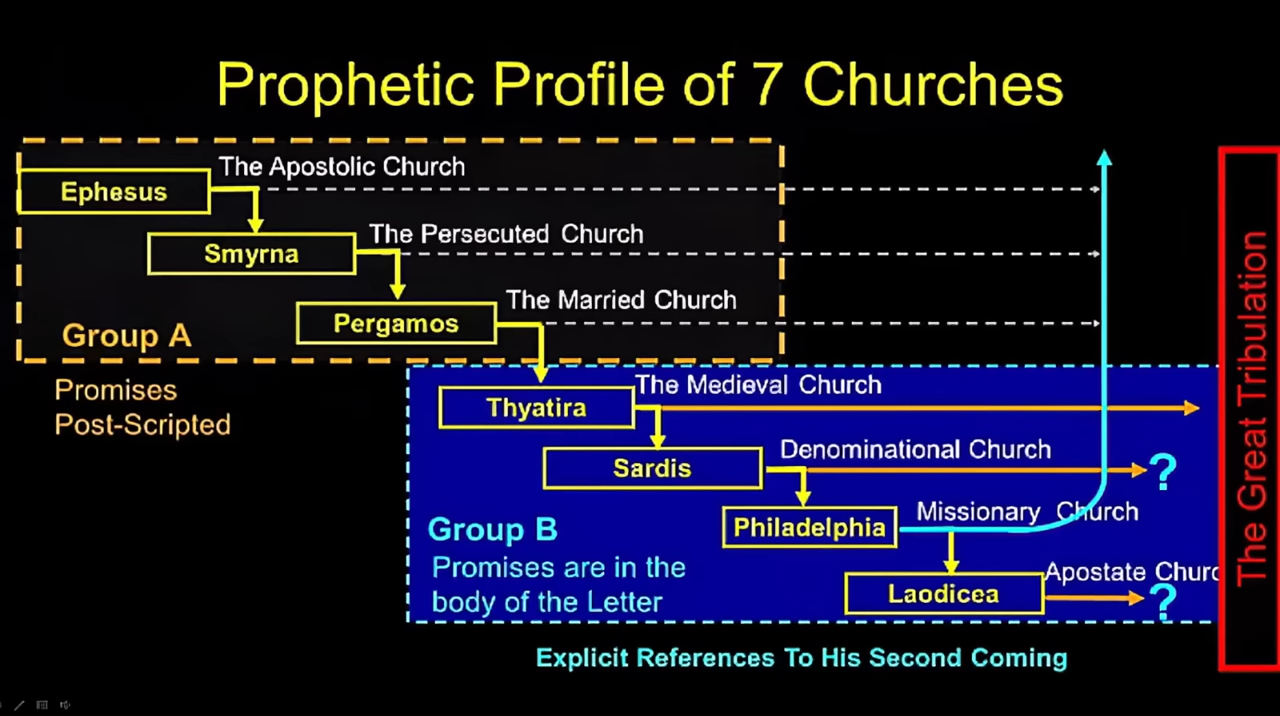 Prophetic Profile of 7 Churches
Ephesus
The Apostolic Church
Smyrna
The Persecuted Church
Pergamos
The Married Church
Group A
Promises
Post-Scripted
Thyatira
The Medieval Church
Sardis
Denominational Church
?
Philadelphia
Missionary Church
Laodicea
Apostate Churc
?
Group B
Promises are in the
body of the Letter
Explicit References To His Second Coming
The Great Tribulation